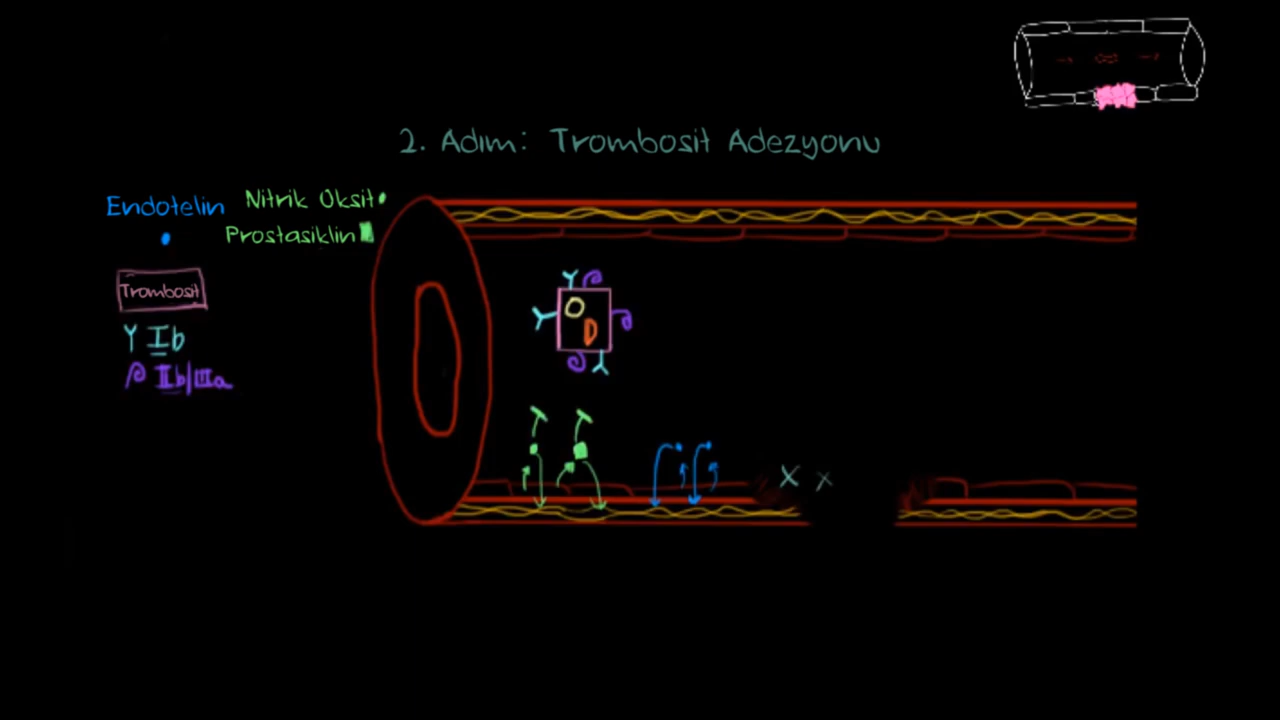 2. Adım: Trombosit Adezyonu
Endotelin
Nitrik Oksit
Prostasiklin
Trombosit
Ib
IIb/IIIa
O
D
x x